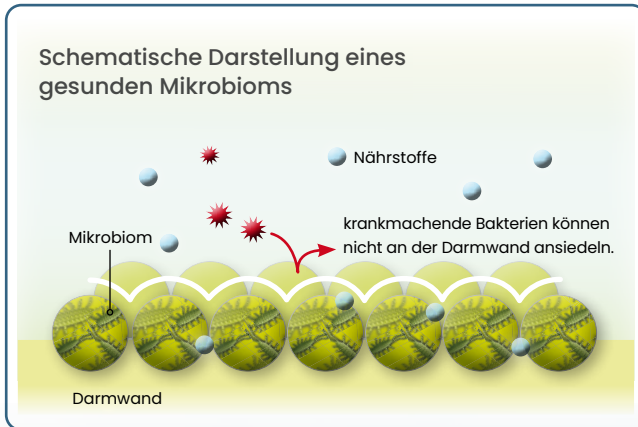 Schematische Darstellung eines
gesunden Mikrobioms
Nährstoffe
krankmachende Bakterien können
nicht an der Darmwand ansiedeln.
Mikrobiom
Darmwand